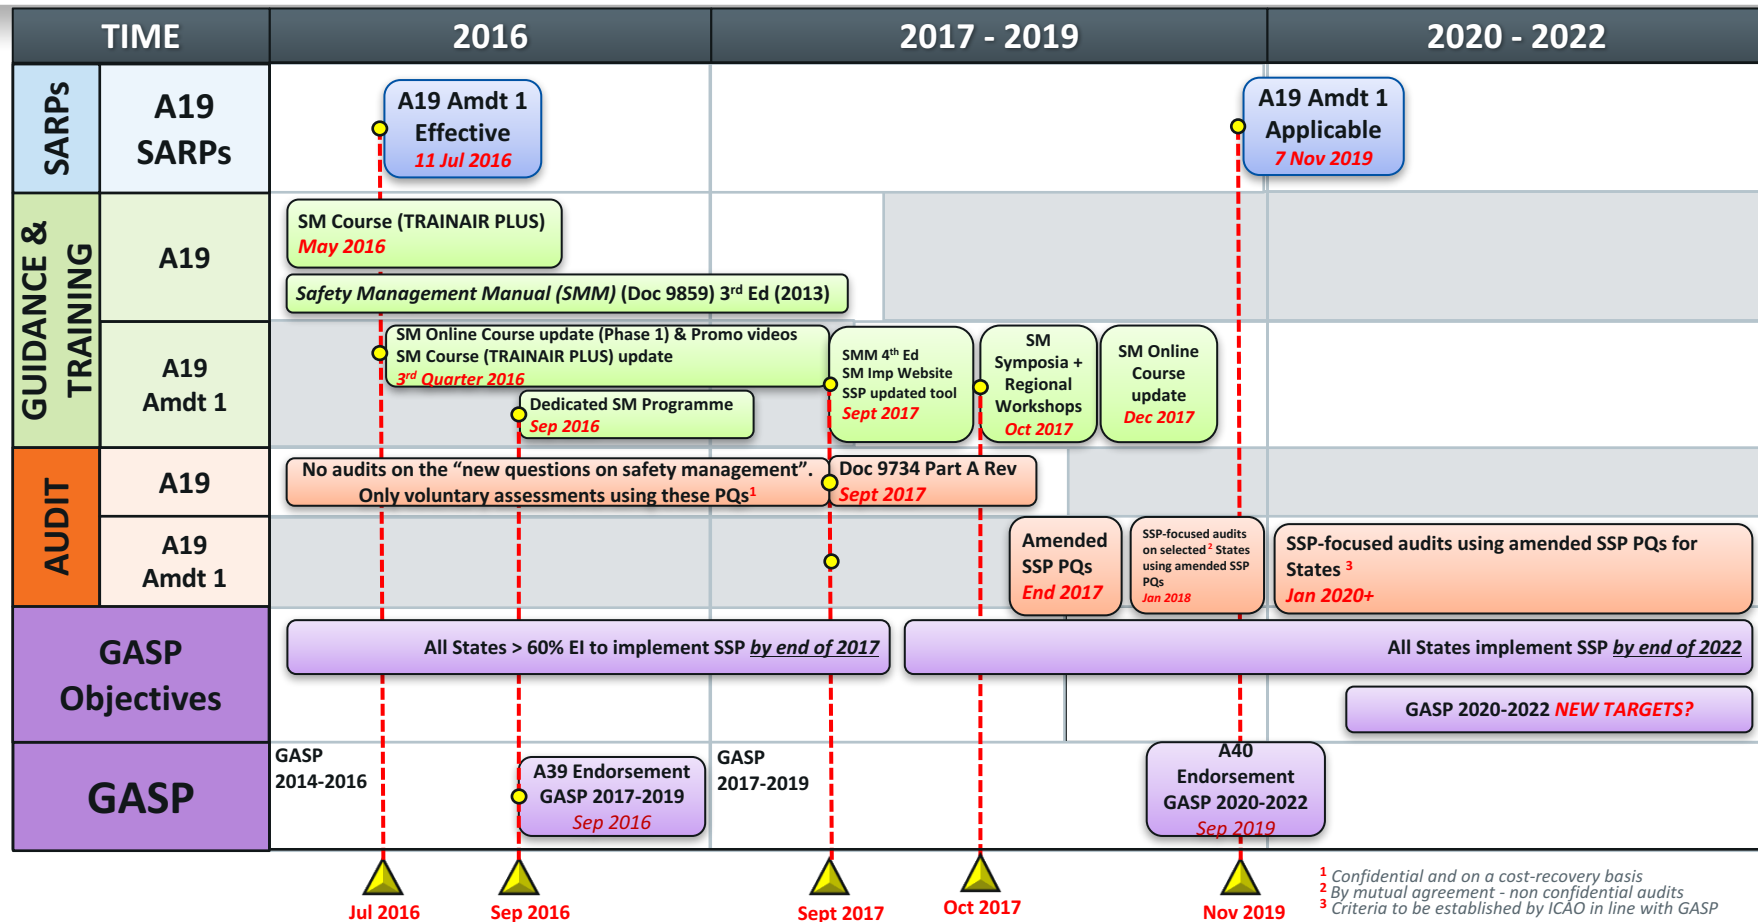 TIME
2016
2017 - 2019
2020 - 2022
SARPs
A19
SARPs
A19 Amdt 1
Effective
11 Jul 2016
A19 Amdt 1
Applicable
7 Nov 2019
GUIDANCE &
TRAINING
A19
SM Course (TRAINAIR PLUS)
May 2016
Safety Management Manual (SMM) (Doc 9859) 3rd Ed (2013)
A19
Amdt 1
SM Online Course update (Phase 1) & Promo videos
SM Course (TRAINAIR PLUS) update
3rd Quarter 2016
Dedicated SM Programme
Sep 2016
SMM 4th Ed
SM Imp Website
SSP updated tool
Sept 2017
SM
Symposia +
Regional
Workshops
Oct 2017
SM Online
Course
update
Dec 2017
AUDIT
A19
No audits on the “new questions on safety management”.
Only voluntary assessments using these PQs1
Doc 9734 Part A Rev
Sept 2017
A19
Amdt 1
Amended
SSP PQs
End 2017
SSP-focused audits
on selected 2 States
using amended SSP
PQs
Jan 2018
SSP-focused audits using amended SSP PQs for
States 3
Jan 2020+
GASP
Objectives
All States > 60% EI to implement SSP by end of 2017
All States implement SSP by end of 2022
GASP 2020-2022 NEW TARGETS?
GASP
GASP
2014-2016
A39 Endorsement
GASP 2017-2019
Sep 2016
GASP
2017-2019
A40
Endorsement
GASP 2020-2022
Sep 2019
Jul 2016
Sep 2016
Sept 2017
Oct 2017
Nov 2019
1 Confidential and on a cost-recovery basis
2 By mutual agreement - non confidential audits
3 Criteria to be established by ICAO in line with GASP